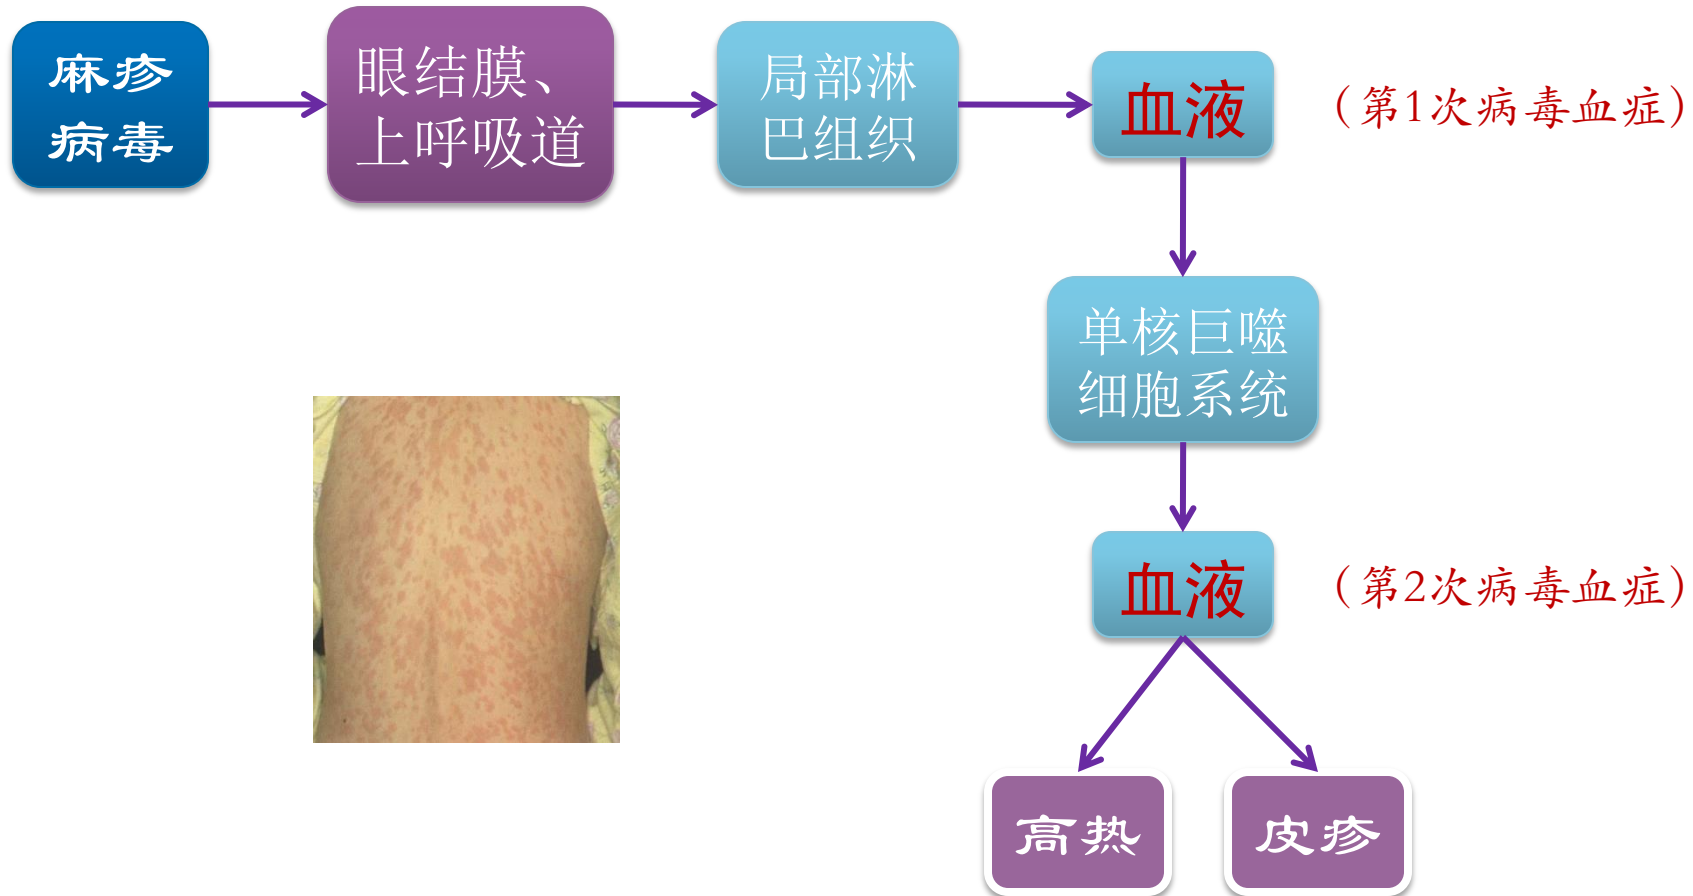 麻疹
病毒
眼结膜、
上呼吸道
局部淋
巴组织
血液
（第1次病毒血症）
单核巨噬
细胞系统
血液
（第2次病毒血症）
高热
皮疹